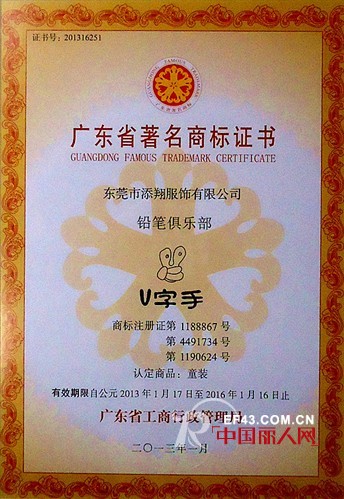 证书号：201316251
广东省著名商标证书
GUANGDONG FAMOUS TRADEMARK CERTIFICATE
东莞市添翔服饰有限公司
铅笔俱乐部
V字手
商标注册证第 1188867 号
第 4491734 号
第 1190624 号
认定商品：童装
有效期限自公元 2013 年 1 月 17 日至 2016 年 1 月 16 日止
广东省工商行政管理局
EF43.COM.CN
中国丽人网
二〇一三年一月